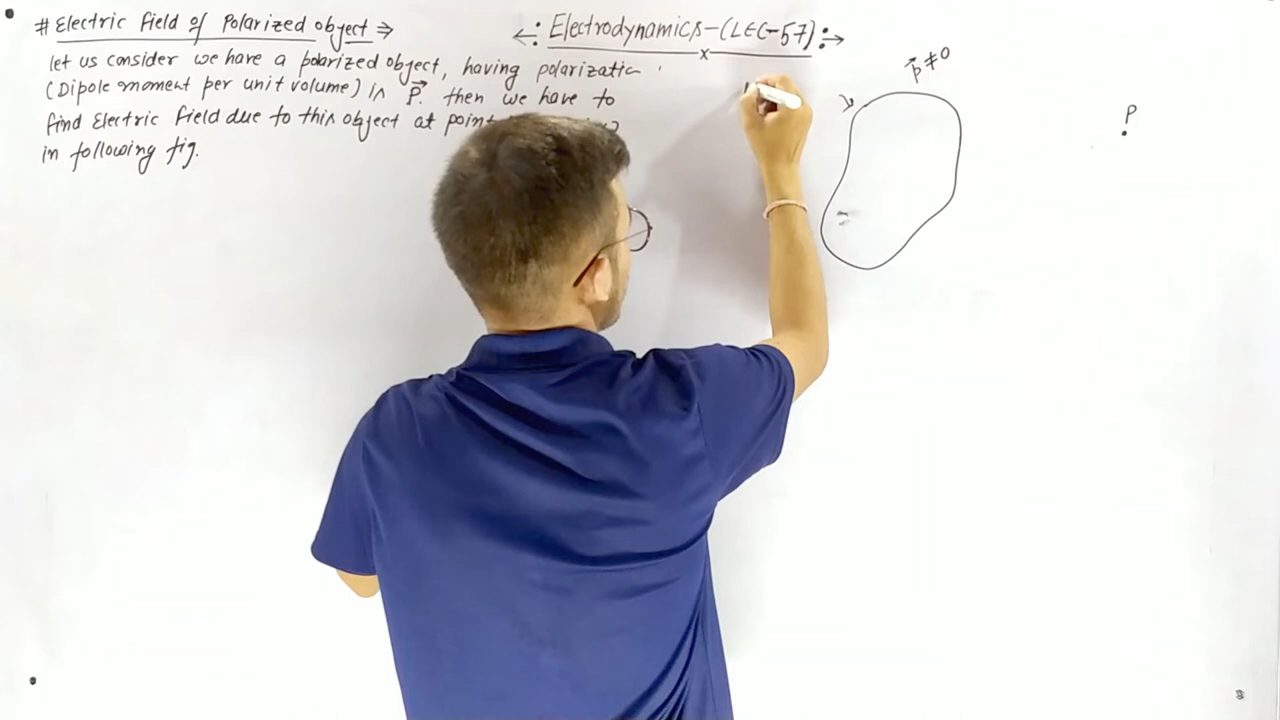 # Electric field of Polarized object ⇒
←: Electrodynamics-(LEC-57) :→
x
let us consider we have a polarized object, having polarizatic
(Dipole moment per unit volume) is P⃗. then we have to
find Electric field due to this object at point
in following fig.
P⃗≠0
P